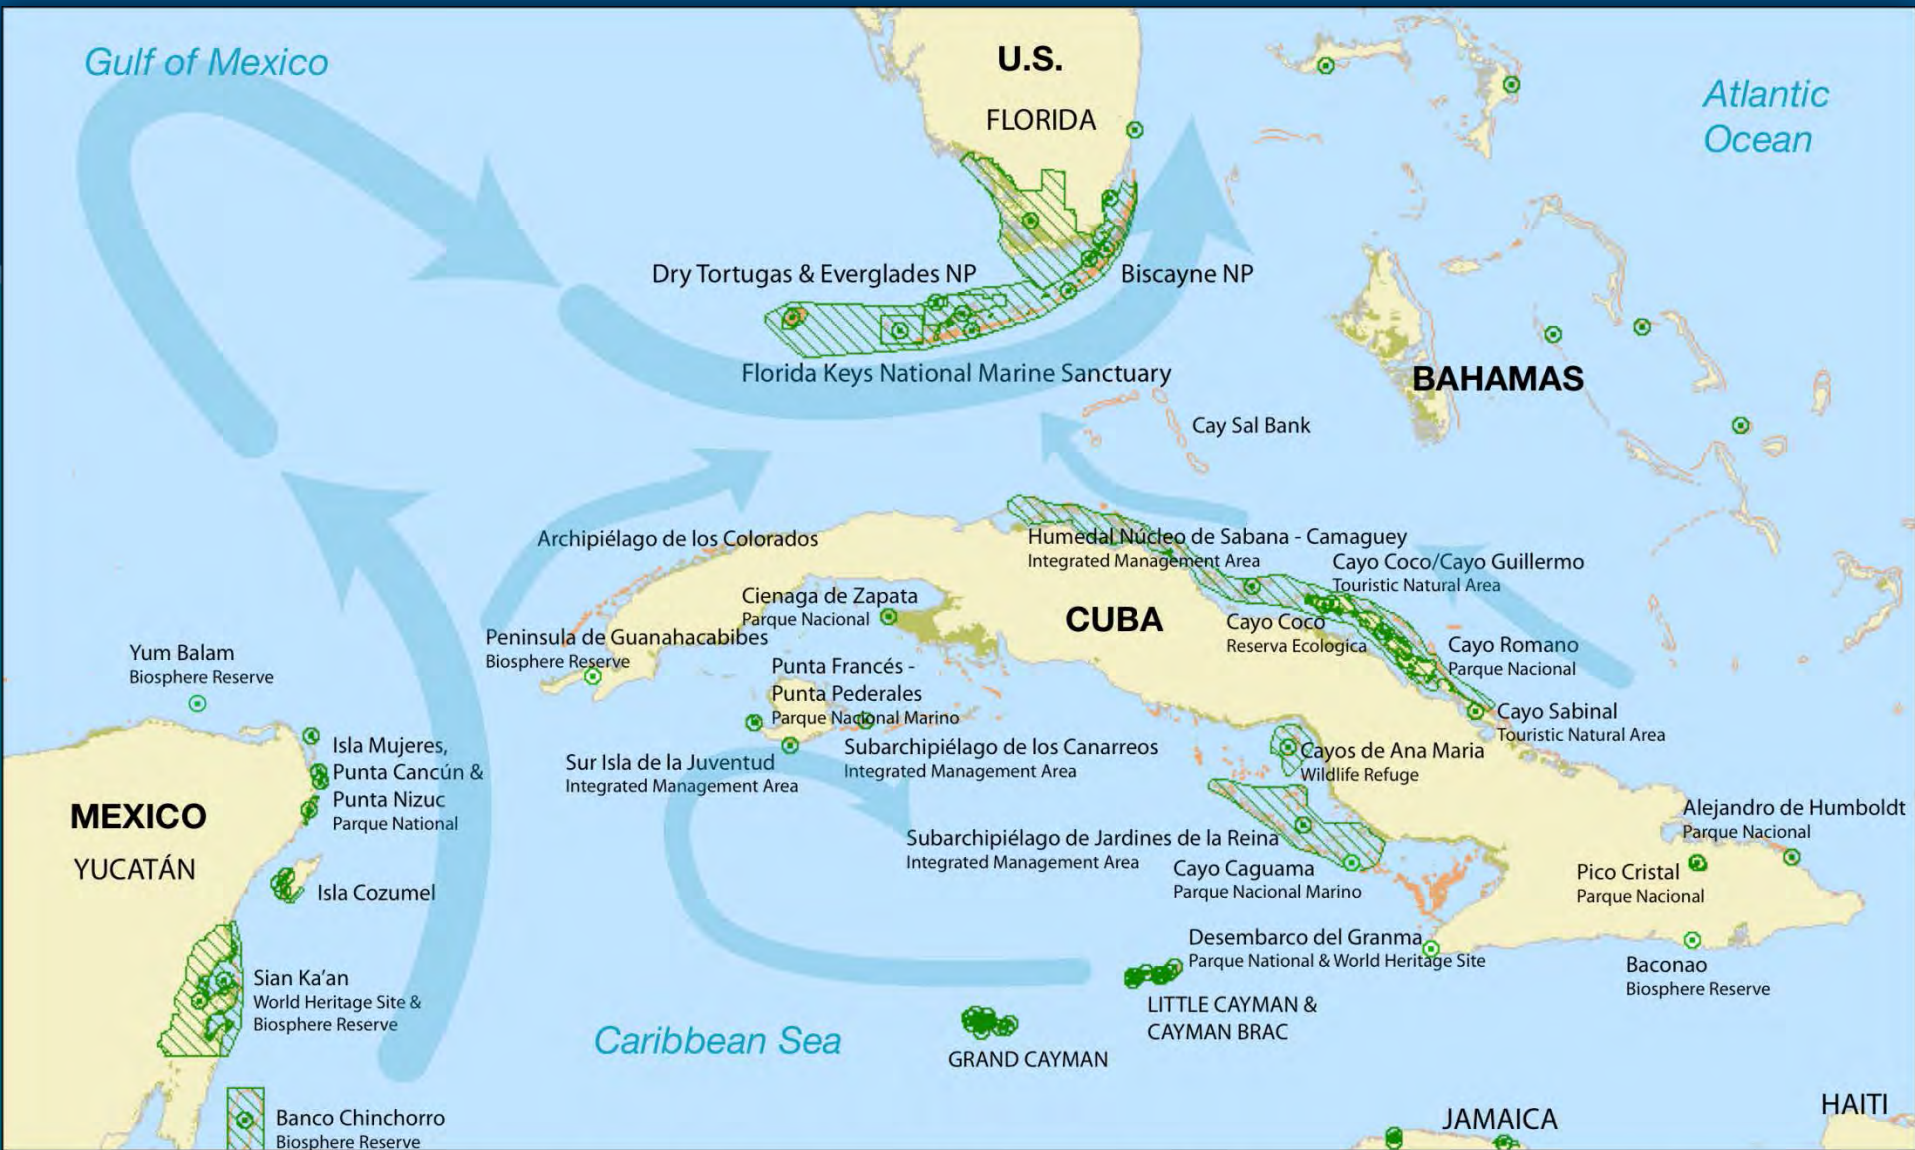 Gulf of Mexico
U.S.
FLORIDA
Atlantic
Ocean
Dry Tortugas & Everglades NP
Biscayne NP
Florida Keys National Marine Sanctuary
BAHAMAS
Cay Sal Bank
Archipiélago de los Colorados
Humedal Núcleo de Sabana - Camaguey
Integrated Management Area
Cayo Coco/Cayo Guillermo
Touristic Natural Area
Cienaga de Zapata
Parque Nacional
CUBA
Cayo Coco
Reserva Ecologica
Peninsula de Guanahacabibes
Biosphere Reserve
Cayo Romano
Parque Nacional
Yum Balam
Biosphere Reserve
Punta Francés -
Punta Pederales
Parque Nacional Marino
Cayo Sabinal
Touristic Natural Area
Isla Mujeres,
Punta Cancún &
Punta Nizuc
Parque National
Sur Isla de la Juventud
Integrated Management Area
Subarchipiélago de los Canarreos
Integrated Management Area
Cayos de Ana Maria
Wildlife Refuge
MEXICO
YUCATÁN
Alejandro de Humboldt
Parque Nacional
Subarchipiélago de Jardines de la Reina
Integrated Management Area
Cayo Caguama
Parque Nacional Marino
Pico Cristal
Parque Nacional
Isla Cozumel
Desembarco del Granma
Parque National & World Heritage Site
Baconao
Biosphere Reserve
Sian Ka'an
World Heritage Site &
Biosphere Reserve
LITTLE CAYMAN &
CAYMAN BRAC
Caribbean Sea
GRAND CAYMAN
Banco Chinchorro
Biosphere Reserve
JAMAICA
HAITI